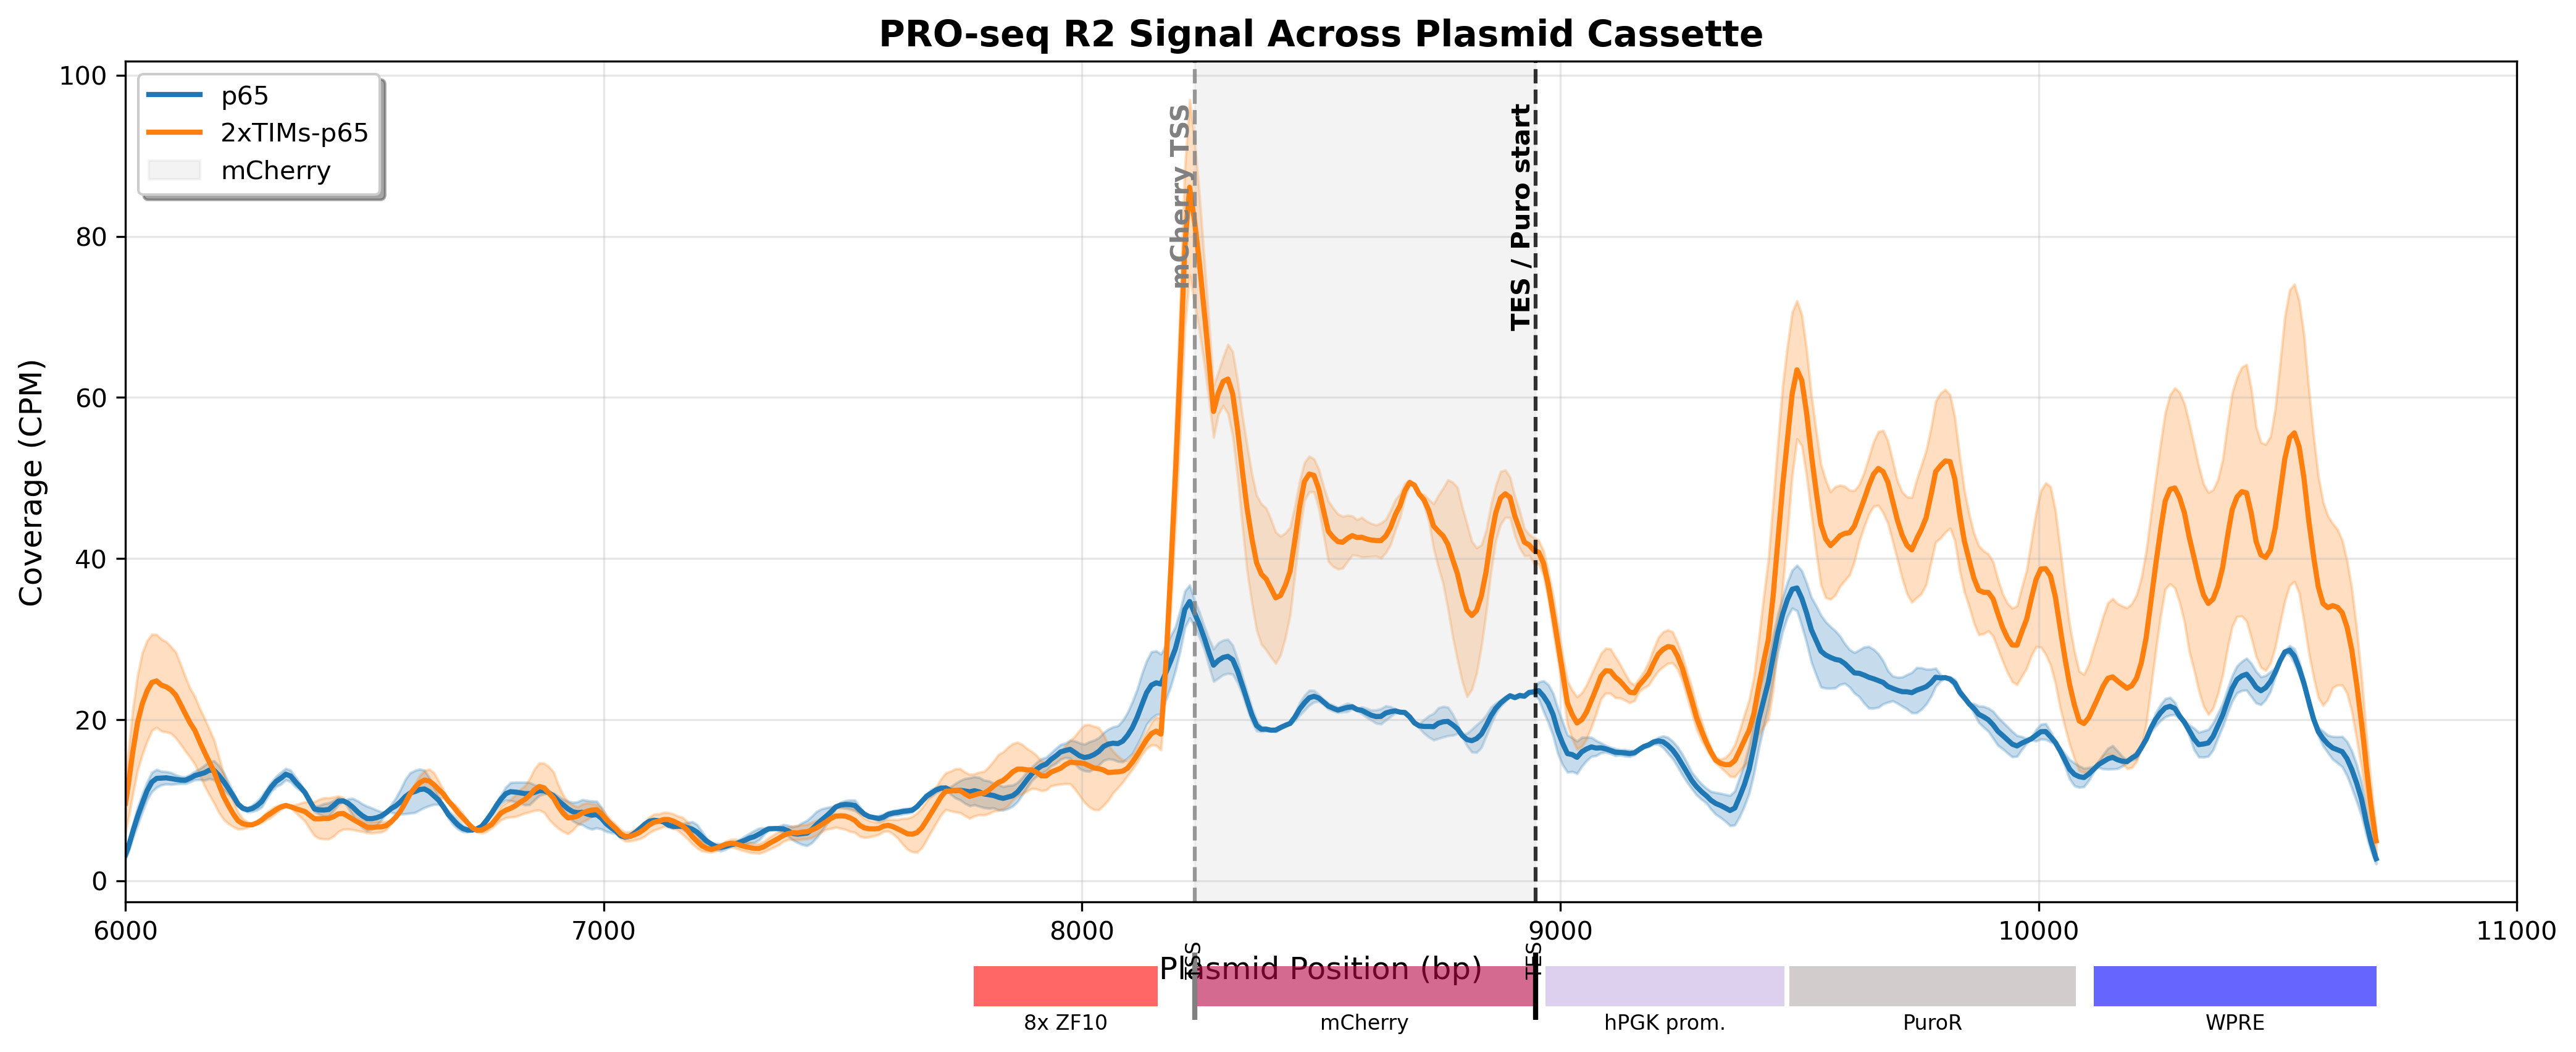 PRO-seq R2 Signal Across Plasmid Cassette
p65
2xTIMs-p65
mCherry
mCherry TSS
TES / Puro start
Coverage (CPM)
100
80
60
40
20
0
6000 7000 8000 9000 10000 11000
TSS
TES
Plasmid Position (bp)
8x ZF10 mCherry hPGK prom. PuroR WPRE